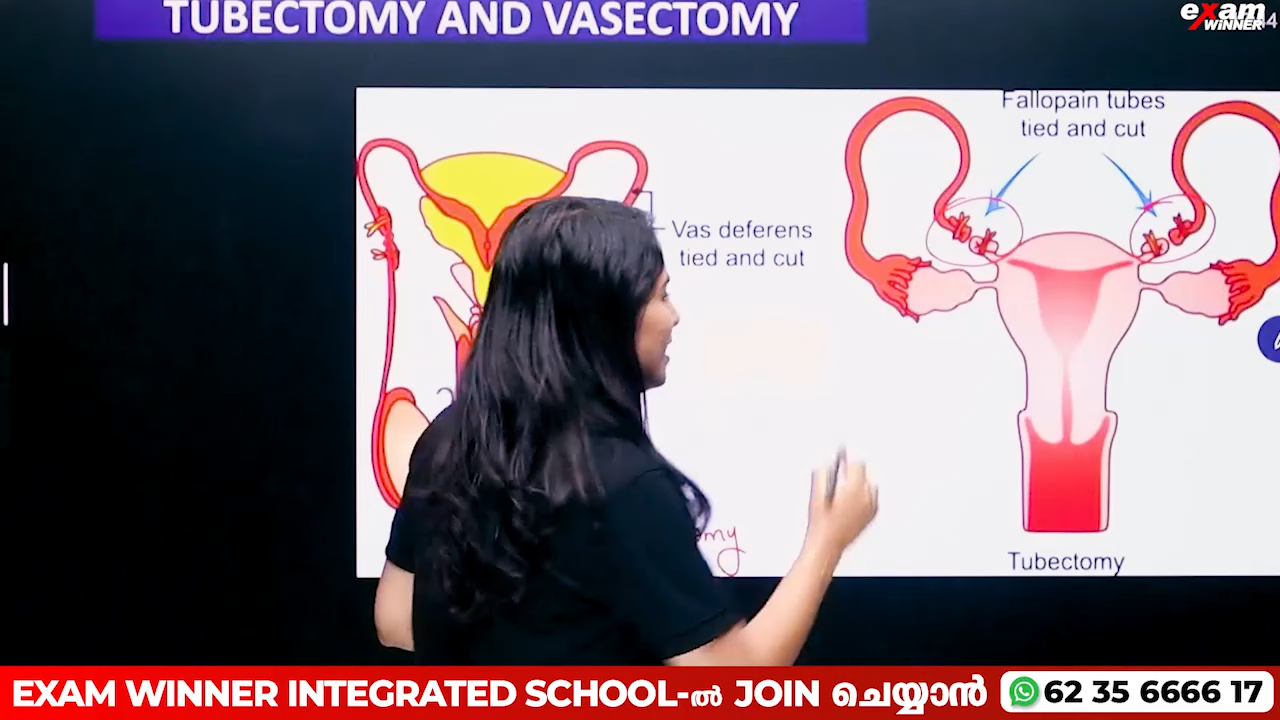 TUBECTOMY AND VASECTOMY
exam
WINNER
Fallopain tubes
tied and cut
Vas deferens
tied and cut
omy
Tubectomy
EXAM WINNER INTEGRATED SCHOOL-ൽ JOIN ചെയ്യാൻ 62 35 6666 17